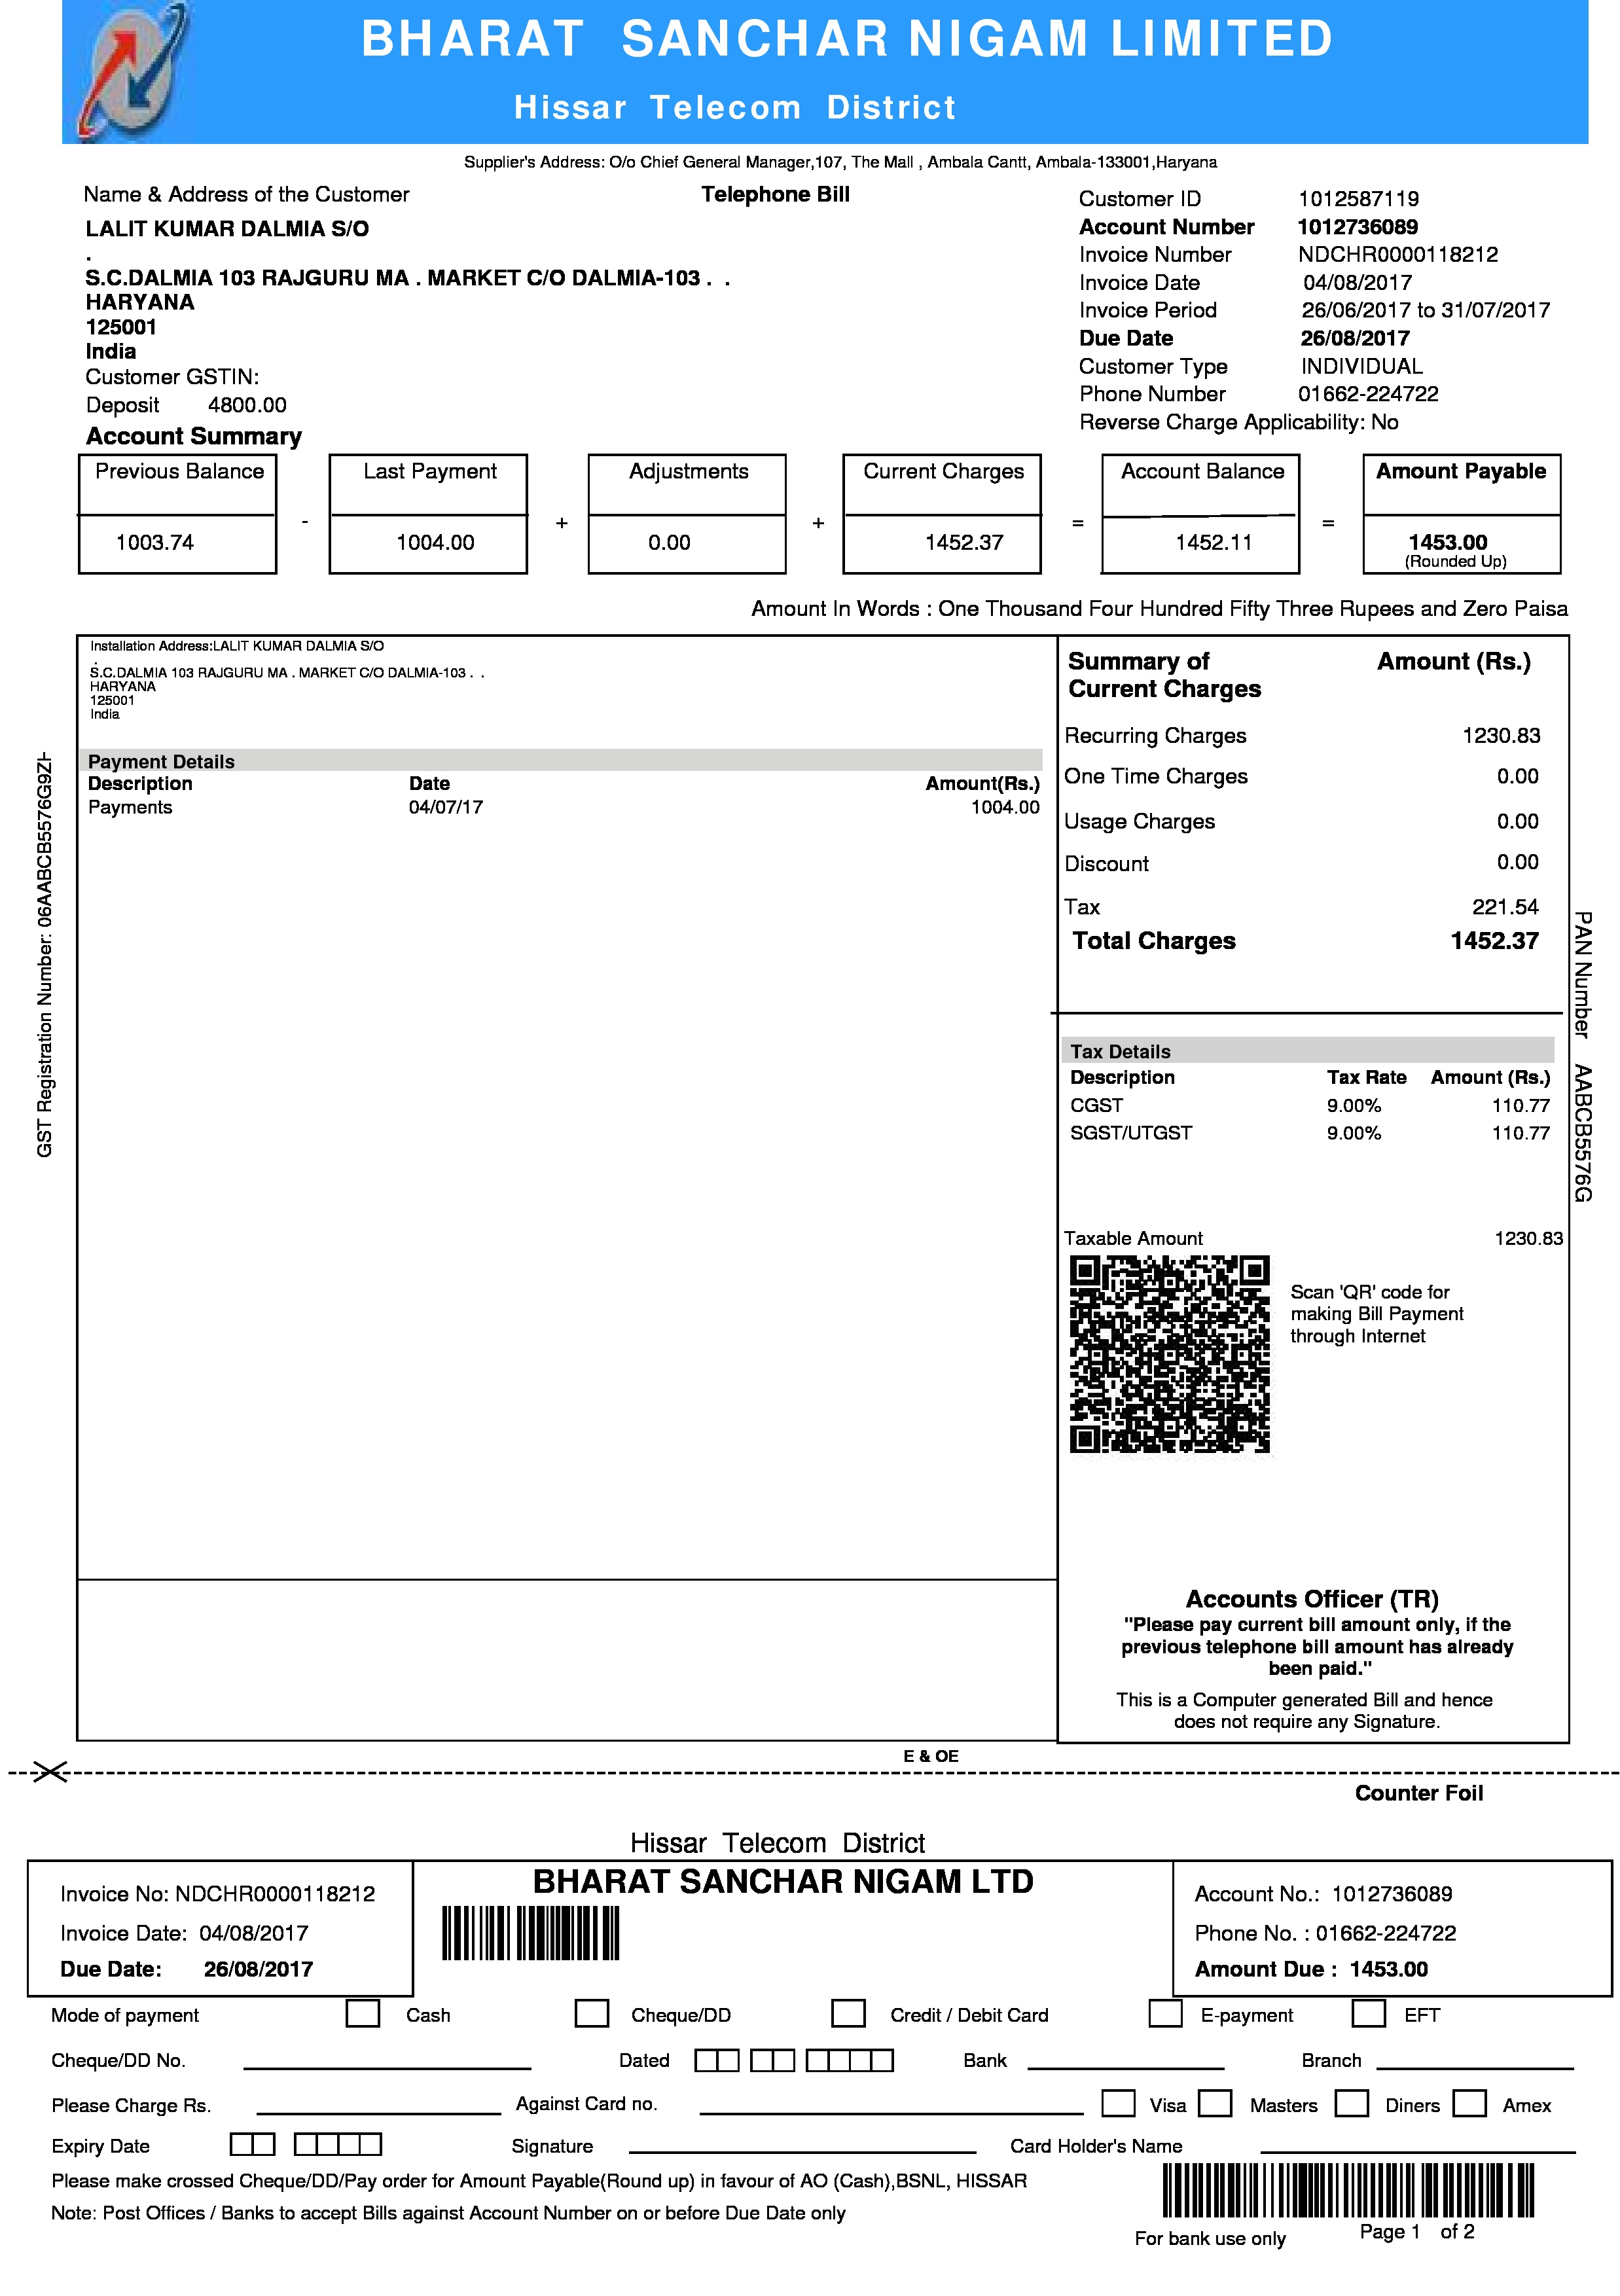 BHARAT SANCHAR NIGAM LIMITED
Hissar Telecom District
Supplier's Address: O/o Chief General Manager,107, The Mall , Ambala Cantt, Ambala-133001,Haryana
Name & Address of the Customer
Telephone Bill
LALIT KUMAR DALMIA S/O
.
S.C.DALMIA 103 RAJGURU MA . MARKET C/O DALMIA-103 . .
HARYANA
125001
India
Customer GSTIN:
Deposit 4800.00
Customer ID 1012587119
Account Number 1012736089
Invoice Number NDCHR0000118212
Invoice Date 04/08/2017
Invoice Period 26/06/2017 to 31/07/2017
Due Date 26/08/2017
Customer Type INDIVIDUAL
Phone Number 01662-224722
Reverse Charge Applicability: No
Account Summary
Previous Balance Last Payment Adjustments Current Charges Account Balance Amount Payable
1003.74 - 1004.00 + 0.00 + 1452.37 = 1452.11 = 1453.00
(Rounded Up)
Amount In Words : One Thousand Four Hundred Fifty Three Rupees and Zero Paisa
Installation Address:LALIT KUMAR DALMIA S/O
.
S.C.DALMIA 103 RAJGURU MA . MARKET C/O DALMIA-103 . .
HARYANA
125001
India
Payment Details
Description Date Amount(Rs.)
Payments 04/07/17 1004.00
GST Registration Number: 06AABCB5576G9Z
Summary of Amount (Rs.)
Current Charges
Recurring Charges 1230.83
One Time Charges 0.00
Usage Charges 0.00
Discount 0.00
Tax 221.54
Total Charges 1452.37
Tax Details
Description Tax Rate Amount (Rs.)
CGST 9.00% 110.77
SGST/UTGST 9.00% 110.77
Taxable Amount 1230.83
Scan 'QR' code for
making Bill Payment
through Internet
PAN Number AABCB5576G
Accounts Officer (TR)
"Please pay current bill amount only, if the
previous telephone bill amount has already
been paid."
This is a Computer generated Bill and hence
does not require any Signature.
E & OE
Counter Foil
Hissar Telecom District
BHARAT SANCHAR NIGAM LTD
Invoice No: NDCHR0000118212
Invoice Date: 04/08/2017
Due Date: 26/08/2017
Account No.: 1012736089
Phone No. : 01662-224722
Amount Due : 1453.00
Mode of payment Cash Cheque/DD Credit / Debit Card E-payment EFT
Cheque/DD No. Dated Bank Branch
Please Charge Rs. Against Card no. Visa Masters Diners Amex
Expiry Date Signature Card Holder's Name
Please make crossed Cheque/DD/Pay order for Amount Payable(Round up) in favour of AO (Cash),BSNL, HISSAR
Note: Post Offices / Banks to accept Bills against Account Number on or before Due Date only
For bank use only
Page 1 of 2